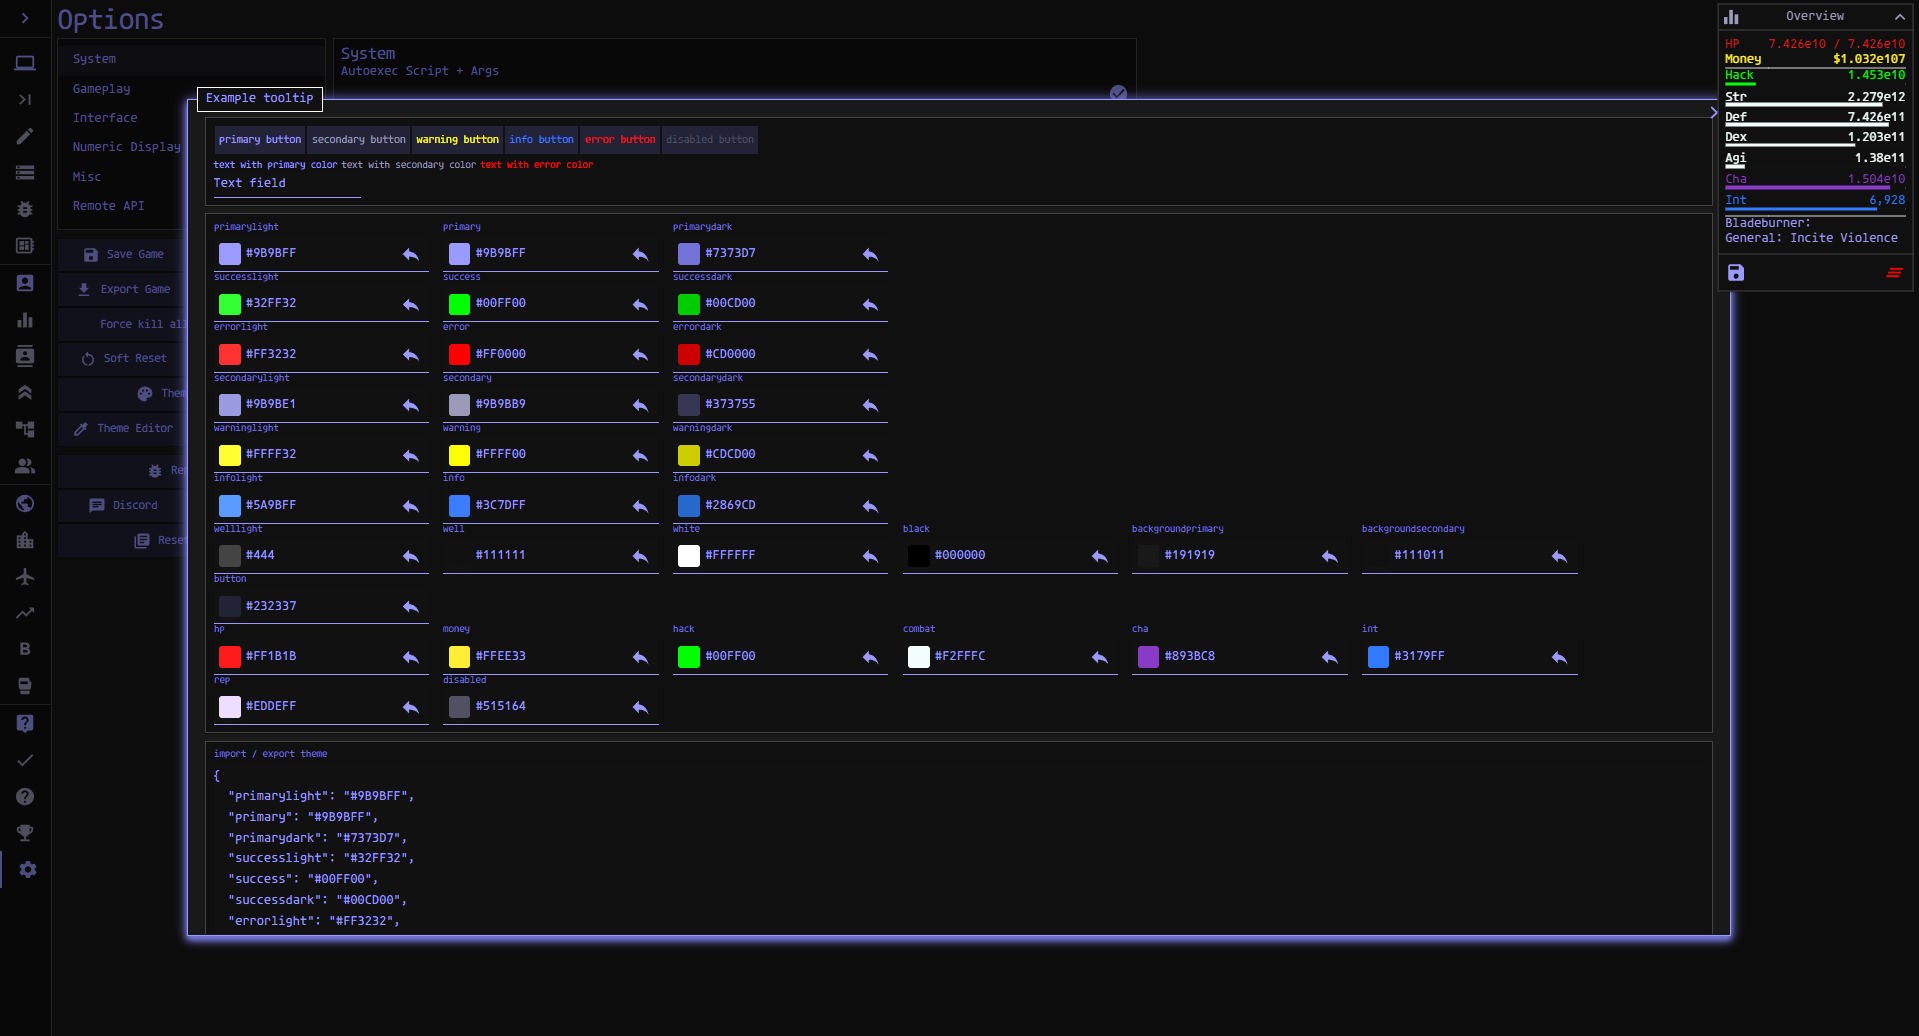 Options
System
Gameplay
Interface
Numeric Display
Misc
Remote API
Save Game
Export Game
Force kill all
Soft Reset
Them
Theme Editor
Rep
Discord
Rese
System
Autoexec Script + Args
Example tooltip
primary button secondary button warning button info button error button disabled button
text with primary color text with secondary color text with error color
Text field
primarylight primary primarydark
#9B9BFF #9B9BFF #7373D7
successlight success successdark
#32FF32 #00FF00 #00CD00
errorlight error errordark
#FF3232 #FF0000 #CD0000
secondarylight secondary secondarydark
#9B9BE1 #9B9BB9 #373755
warninglight warning warningdark
#FFFF32 #FFFF00 #CDCD00
infolight info infodark
#5A9BFF #3C7DFF #2869CD
welllight well white black backgroundprimary backgroundsecondary
#444 #111111 #FFFFFF #000000 #191919 #111011
button
#232337
hp money hack combat cha int
#FF1B1B #FFEE33 #00FF00 #F2FFFC #893BC8 #3179FF
rep disabled
#EDDEFF #515164
import / export theme
{
"primarylight": "#9B9BFF",
"primary": "#9B9BFF",
"primarydark": "#7373D7",
"successlight": "#32FF32",
"success": "#00FF00",
"successdark": "#00CD00",
"errorlight": "#FF3232",
Overview
HP 7.426e10 / 7.426e10
Money $1.032e107
Hack 1.453e10
Str 2.279e12
Def 7.426e11
Dex 1.203e11
Agi 1.38e11
Cha 1.504e10
Int 6,928
Bladeburner:
General: Incite Violence